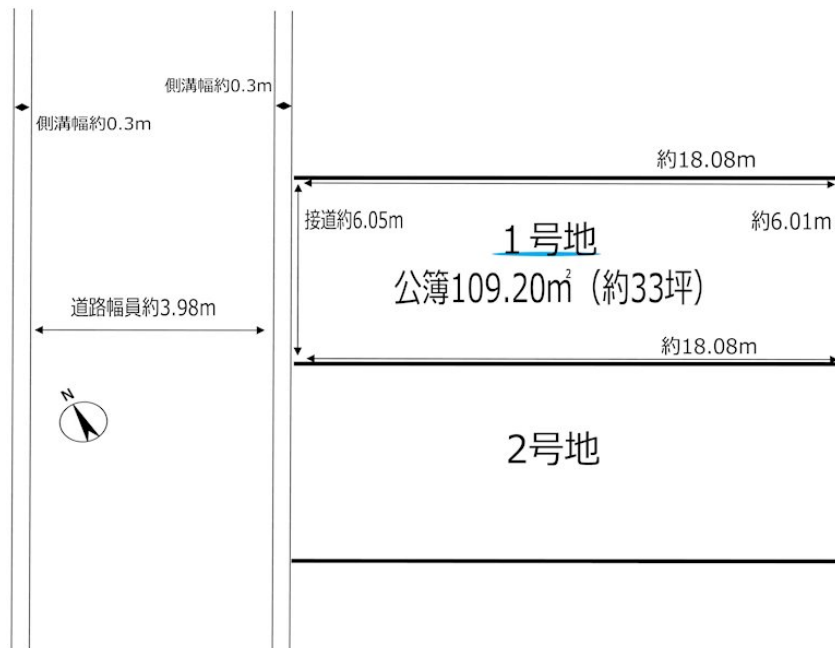 側溝幅約0.3m
側溝幅約0.3m
約18.08m
接道約6.05m
約6.01m
1号地
公簿109.20㎡（約33坪）
道路幅員約3.98m
約18.08m
N
2号地